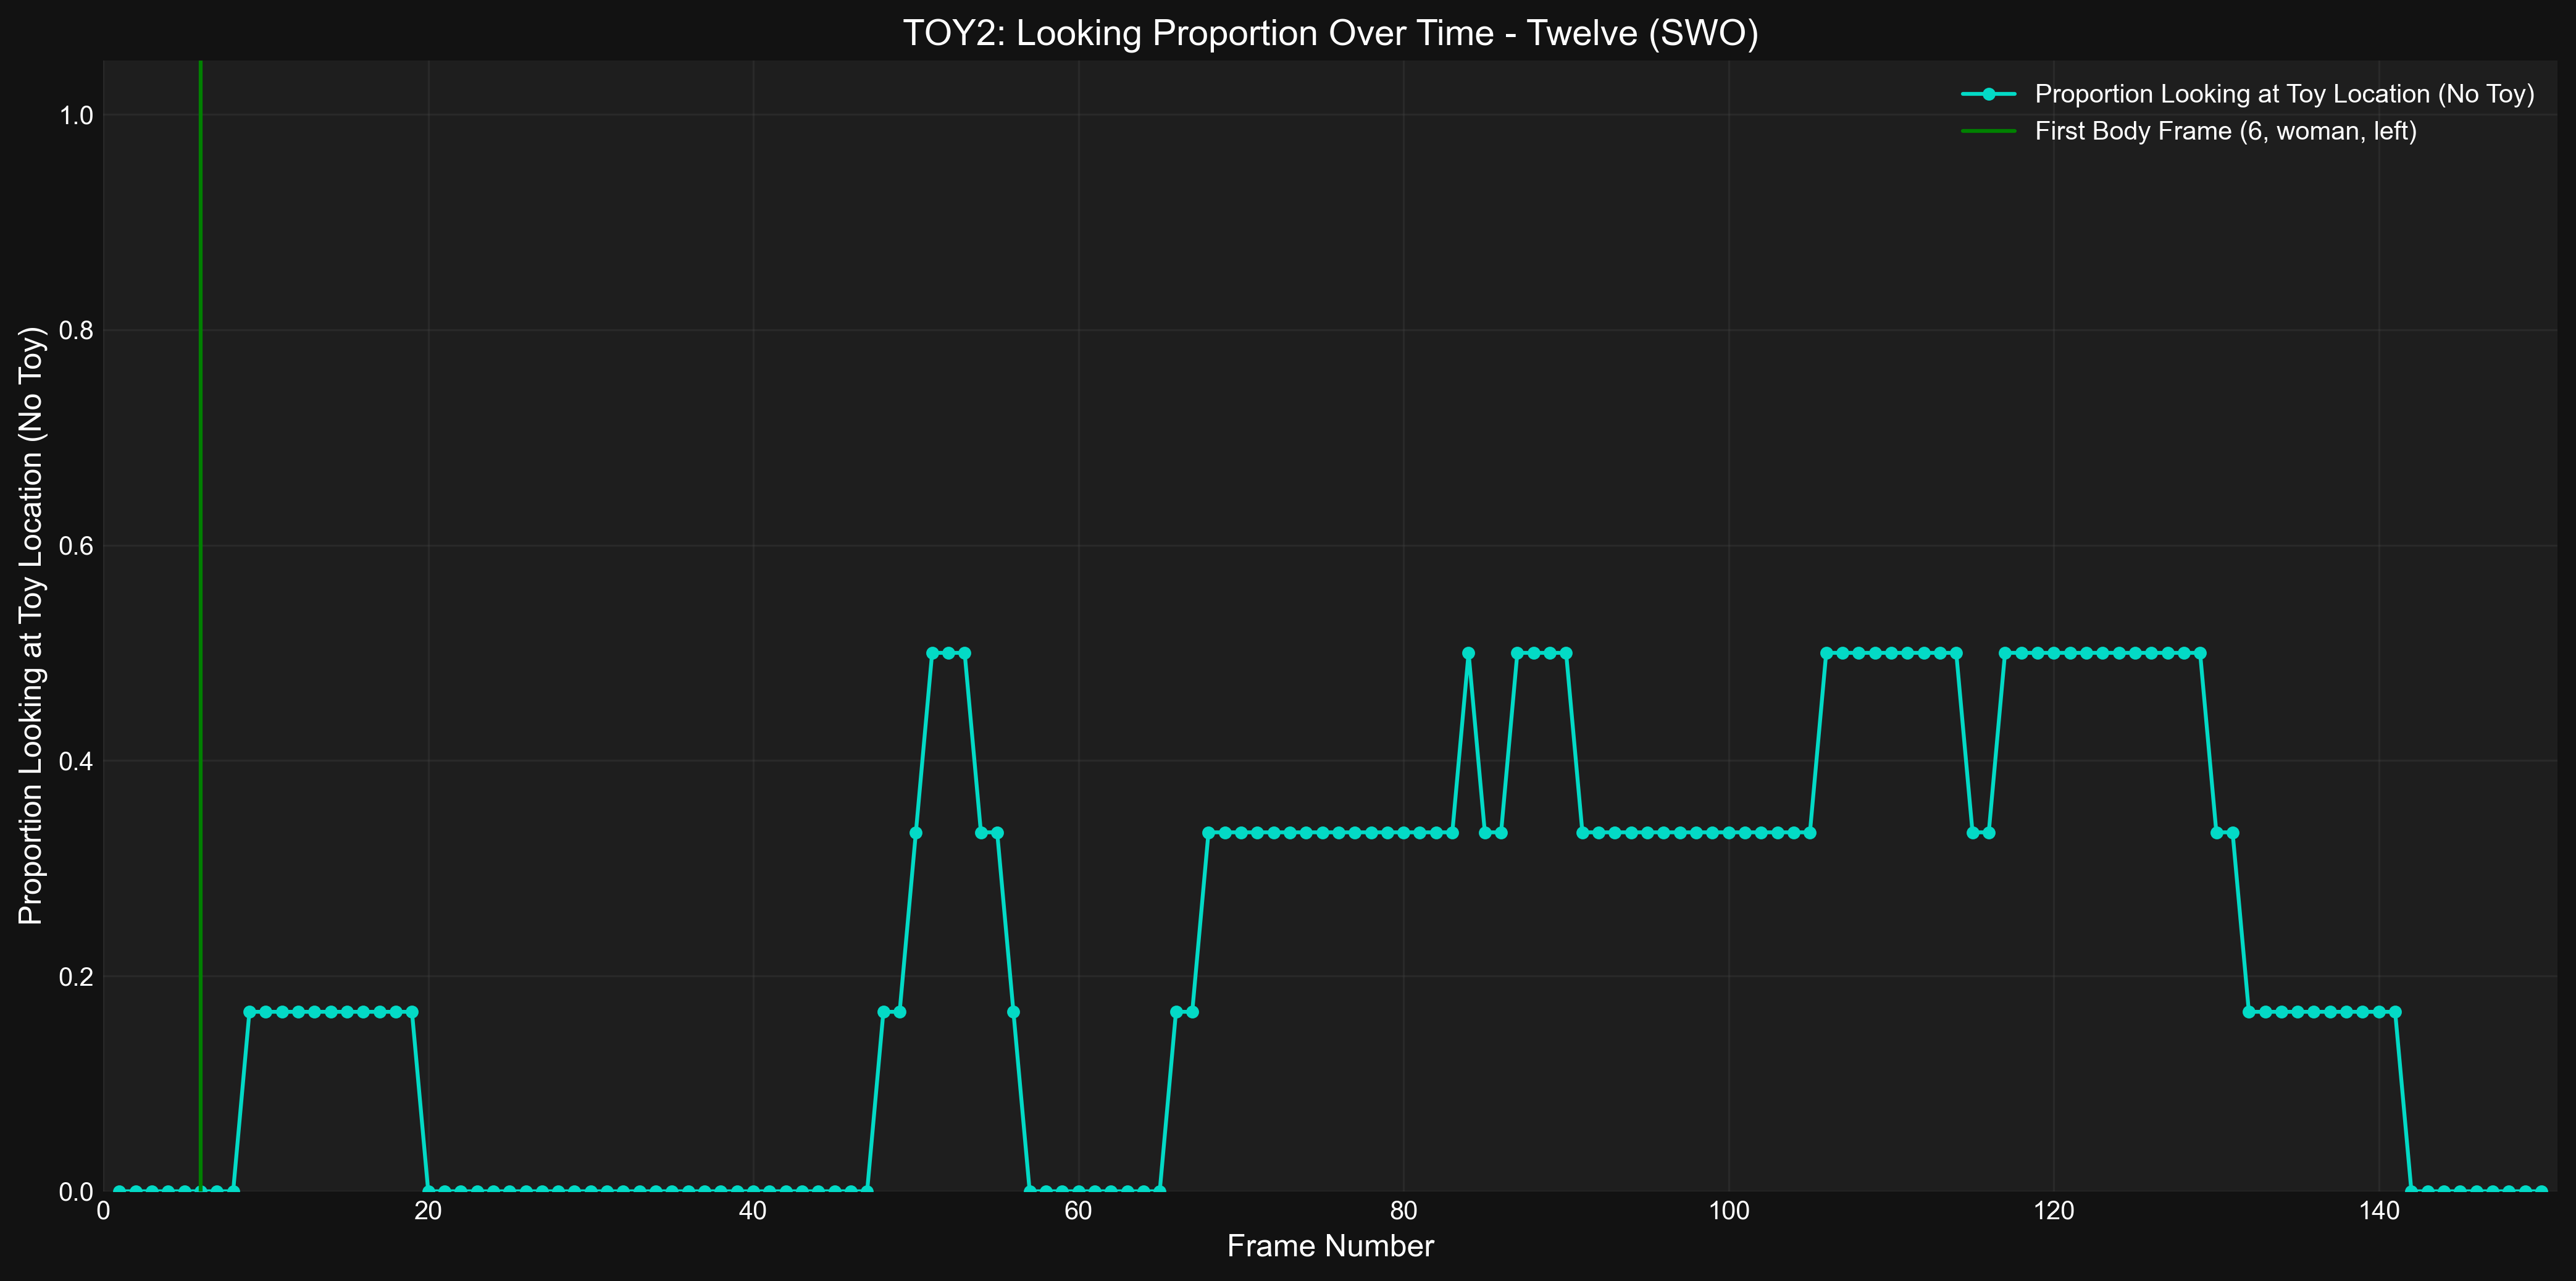 TOY2: Looking Proportion Over Time - Twelve (SWO)
Proportion Looking at Toy Location (No Toy)
First Body Frame (6, woman, left)
Proportion Looking at Toy Location (No Toy)
1.0
0.8
0.6
0.4
0.2
0.0
0 20 40 60 80 100 120 140
Frame Number